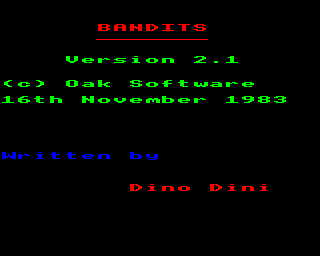 BANDITS
Version 2.1
(c) Oak Software
16th November 1983
Written by
Dino Dini